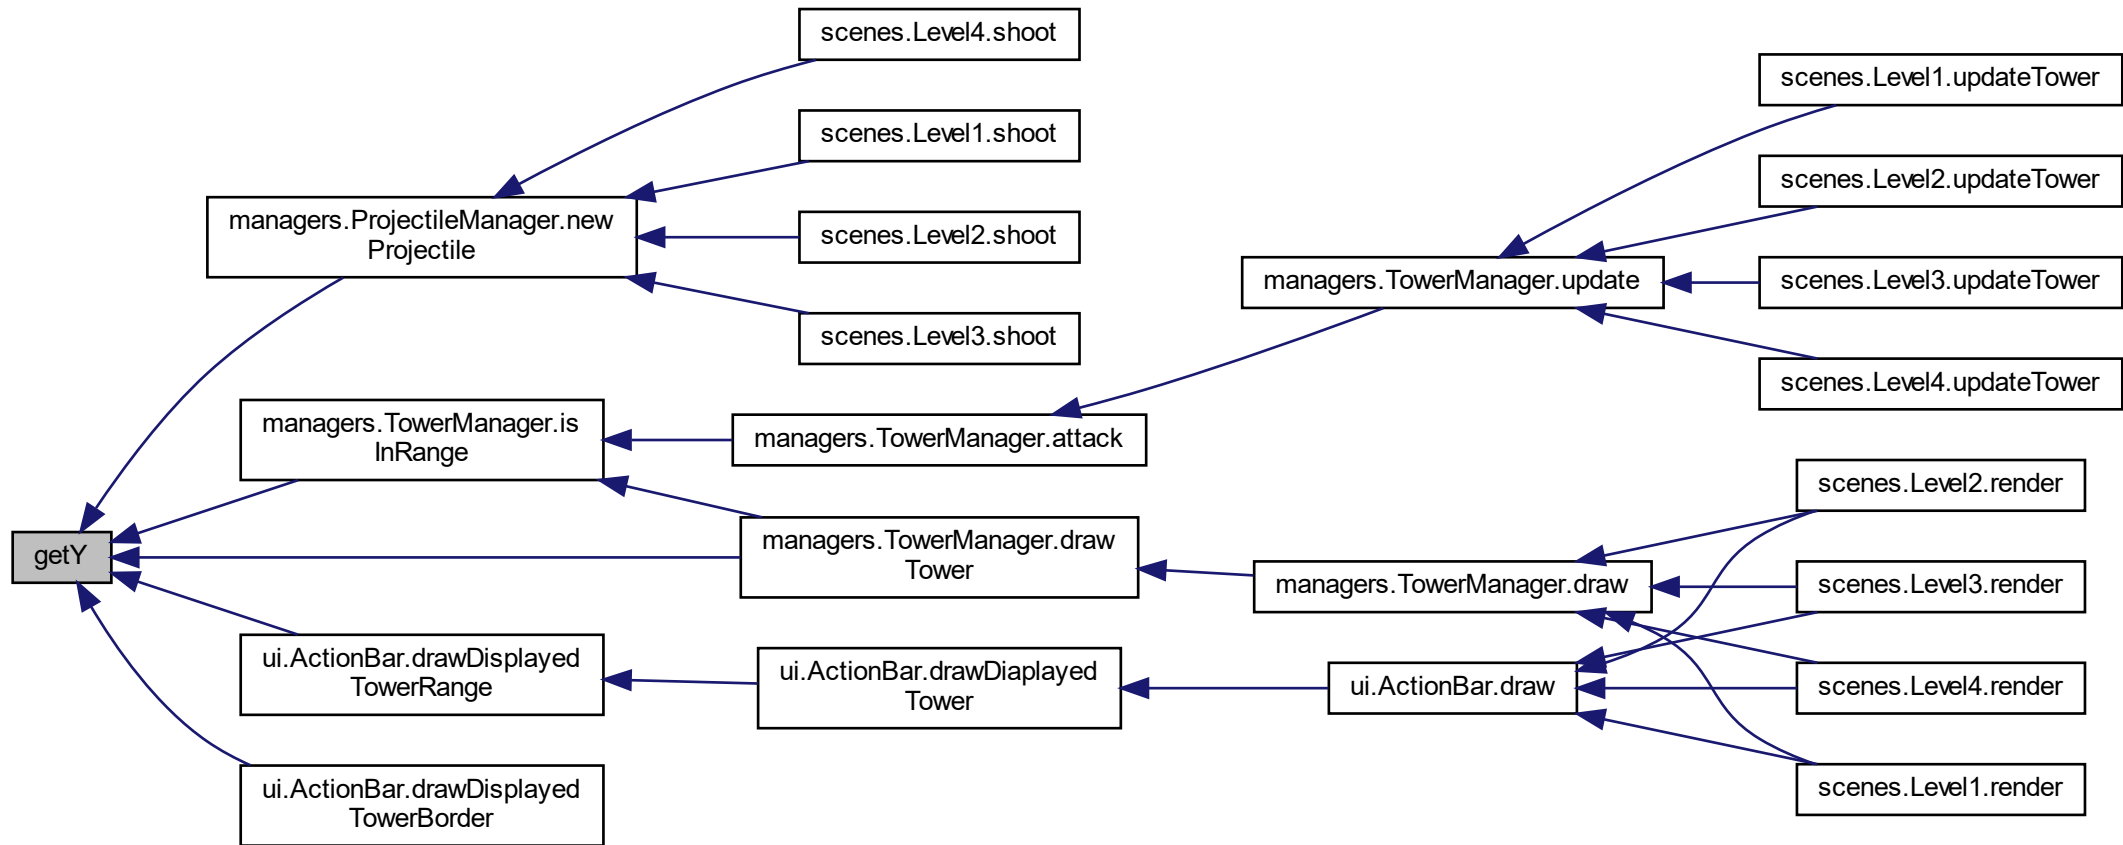 scenes.Level4.shoot
scenes.Level1.updateTower
scenes.Level1.shoot
scenes.Level2.updateTower
managers.ProjectileManager.new
Projectile
scenes.Level2.shoot
managers.TowerManager.update
scenes.Level3.updateTower
scenes.Level3.shoot
scenes.Level4.updateTower
managers.TowerManager.is
InRange
managers.TowerManager.attack
scenes.Level2.render
getY
managers.TowerManager.draw
Tower
managers.TowerManager.draw
scenes.Level3.render
ui.ActionBar.drawDisplayed
TowerRange
ui.ActionBar.drawDiaplayed
Tower
ui.ActionBar.draw
scenes.Level4.render
ui.ActionBar.drawDisplayed
TowerBorder
scenes.Level1.render